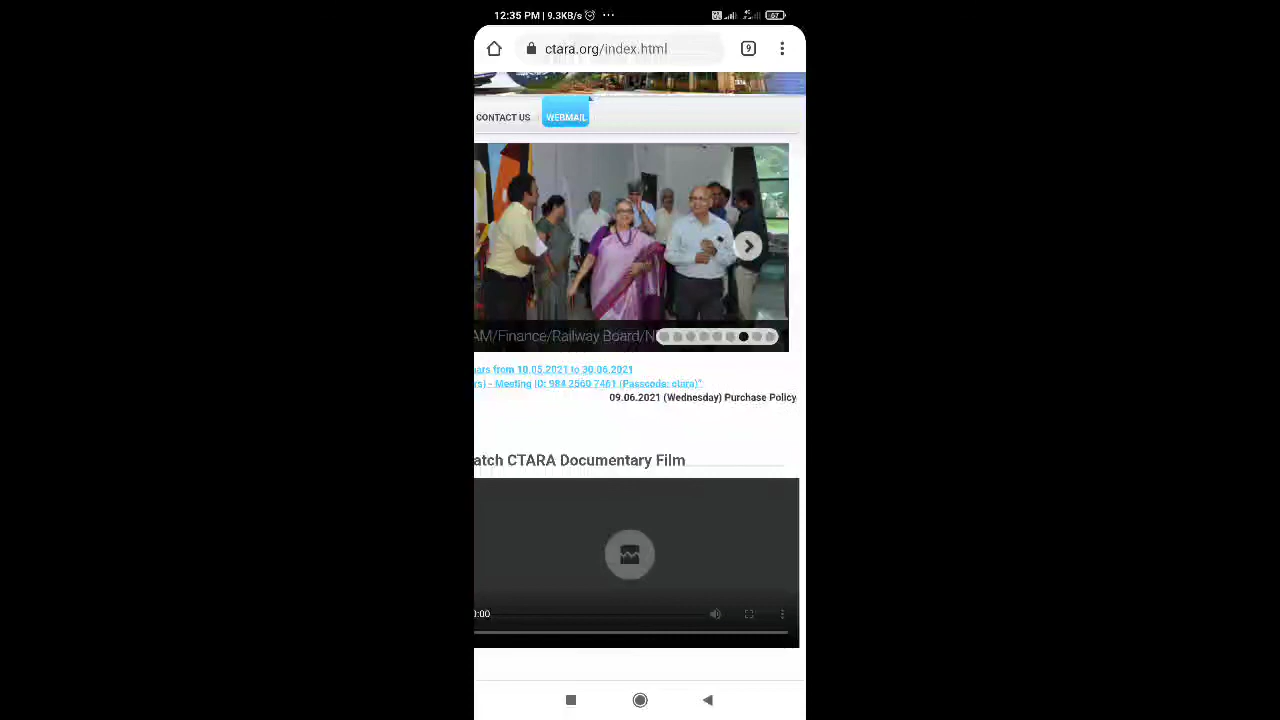 12:35 PM | 9.3KB/s
67
ctara.org/index.html
9
CONTACT US
WEBMAIL
AM/Finance/Railway Board/N
ars from 10.05.2021 to 30.06.2021
rs) - Meeting ID: 984 2560 7461 (Passcode: ctara)"
09.06.2021 (Wednesday) Purchase Policy
atch CTARA Documentary Film
0:00